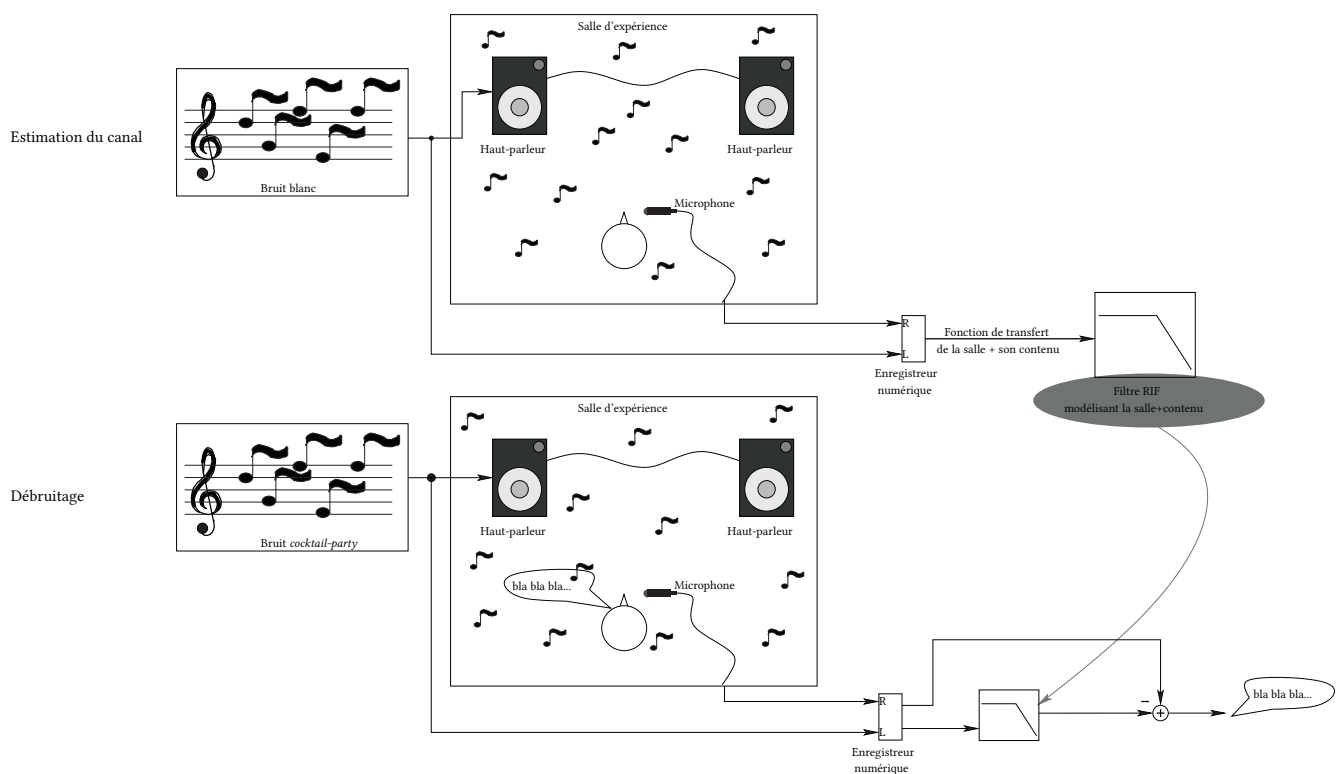 Salle d'expérience
Estimation du canal
Haut-parleur
Haut-parleur
Bruit blanc
Microphone
R
Fonction de transfert
L
de la salle + son contenu
Enregistreur
numérique
Filtre RIF
modélisant la salle+contenu
Salle d'expérience
Débruitage
Haut-parleur
Haut-parleur
Bruit cocktail-party
bla bla bla...
Microphone
R
L
−
+
bla bla bla...
Enregistreur
numérique